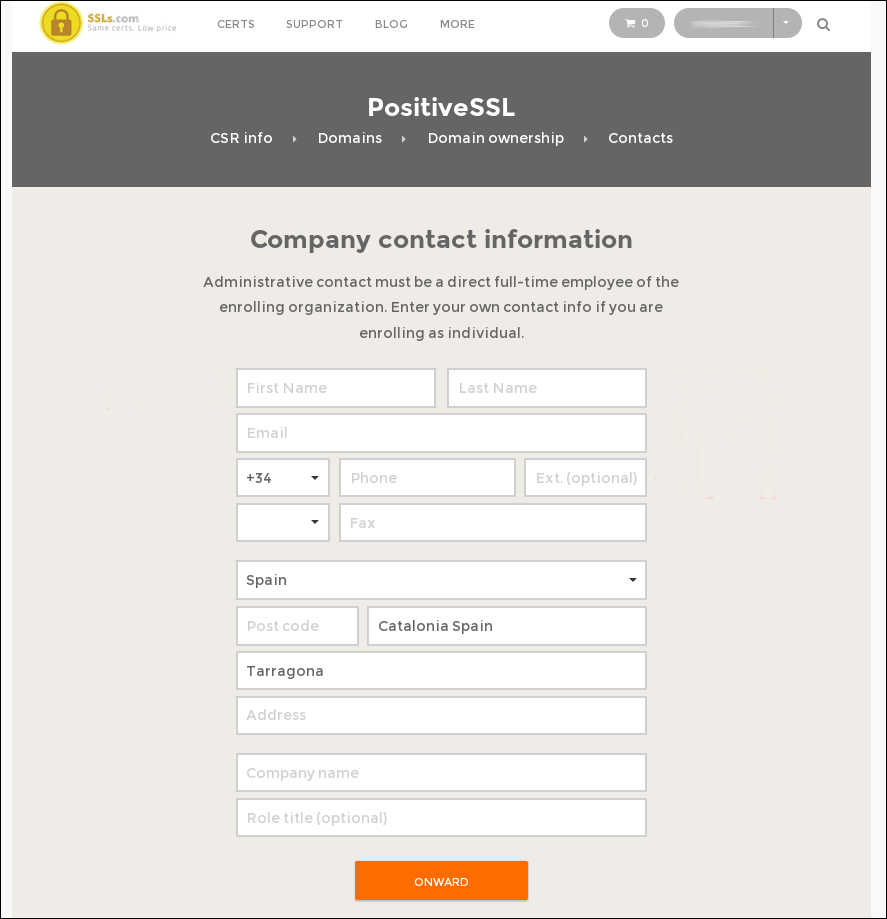 SSLs.com
Same certs. Low price
CERTS SUPPORT BLOG MORE
0
PositiveSSL
CSR info Domains Domain ownership Contacts
Company contact information
Administrative contact must be a direct full-time employee of the
enrolling organization. Enter your own contact info if you are
enrolling as individual.
First Name Last Name
Email
+34 Phone Ext. (optional)
Fax
Spain
Post code Catalonia Spain
Tarragona
Address
Company name
Role title (optional)
ONWARD